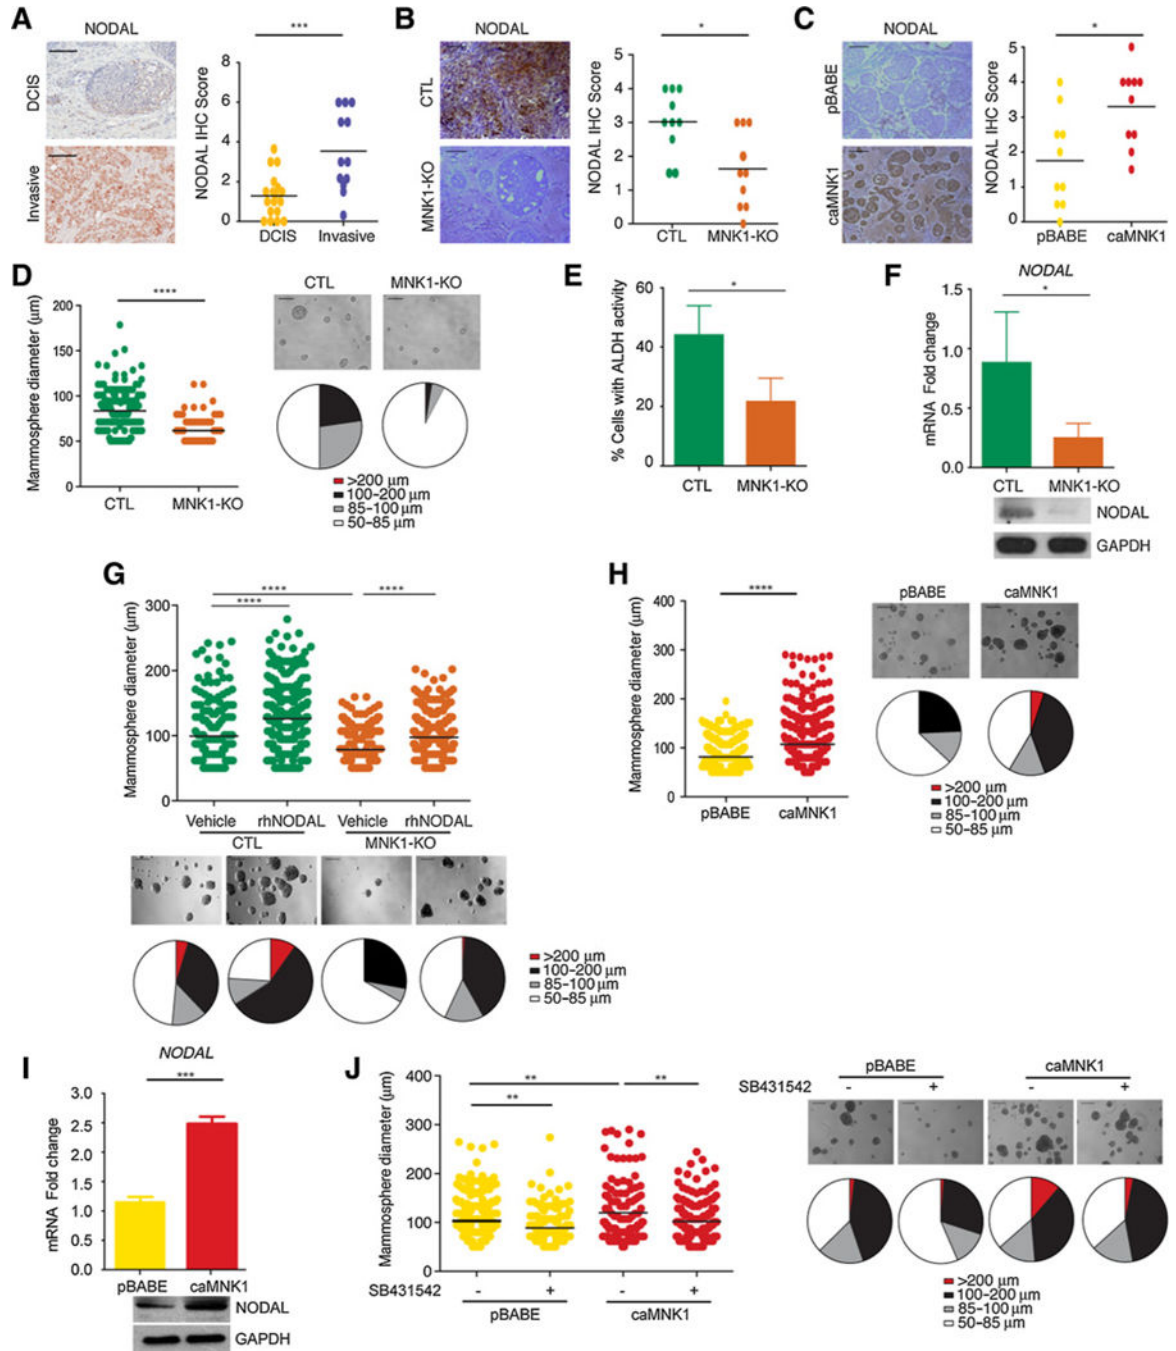 A
NODAL
DCIS
Invasive
NODAL IHC Score
8
6
4
2
0
***
DCIS
Invasive
B
NODAL
CTL
MNK1-KO
NODAL IHC Score
5
4
3
2
1
0
*
CTL
MNK1-KO
C
NODAL
pBABE
caMNK1
NODAL IHC Score
5
4
3
2
1
0
*
pBABE
caMNK1
D
Mammosphere diameter (μm)
200
150
100
50
0
****
CTL
MNK1-KO
CTL
MNK1-KO
>200 μm
100–200 μm
85–100 μm
50–85 μm
E
% Cells with ALDH activity
60
40
20
0
*
CTL
MNK1-KO
F
NODAL
mRNA Fold change
1.5
1.0
0.5
0.0
*
CTL
MNK1-KO
NODAL
GAPDH
G
Mammosphere diameter (μm)
300
200
100
0
****
****
****
Vehicle
rhNODAL
Vehicle
rhNODAL
CTL
MNK1-KO
>200 μm
100–200 μm
85–100 μm
50–85 μm
H
Mammosphere diameter (μm)
400
300
200
100
0
****
pBABE
caMNK1
pBABE
caMNK1
>200 μm
100–200 μm
85–100 μm
50–85 μm
I
NODAL
mRNA Fold change
3.0
2.5
2.0
1.5
1.0
0.5
0.0
***
pBABE
caMNK1
NODAL
GAPDH
J
Mammosphere diameter (μm)
400
300
200
100
0
**
**
**
SB431542
-
+
-
+
pBABE
caMNK1
pBABE
caMNK1
SB431542
-
+
-
+
>200 μm
100–200 μm
85–100 μm
50–85 μm